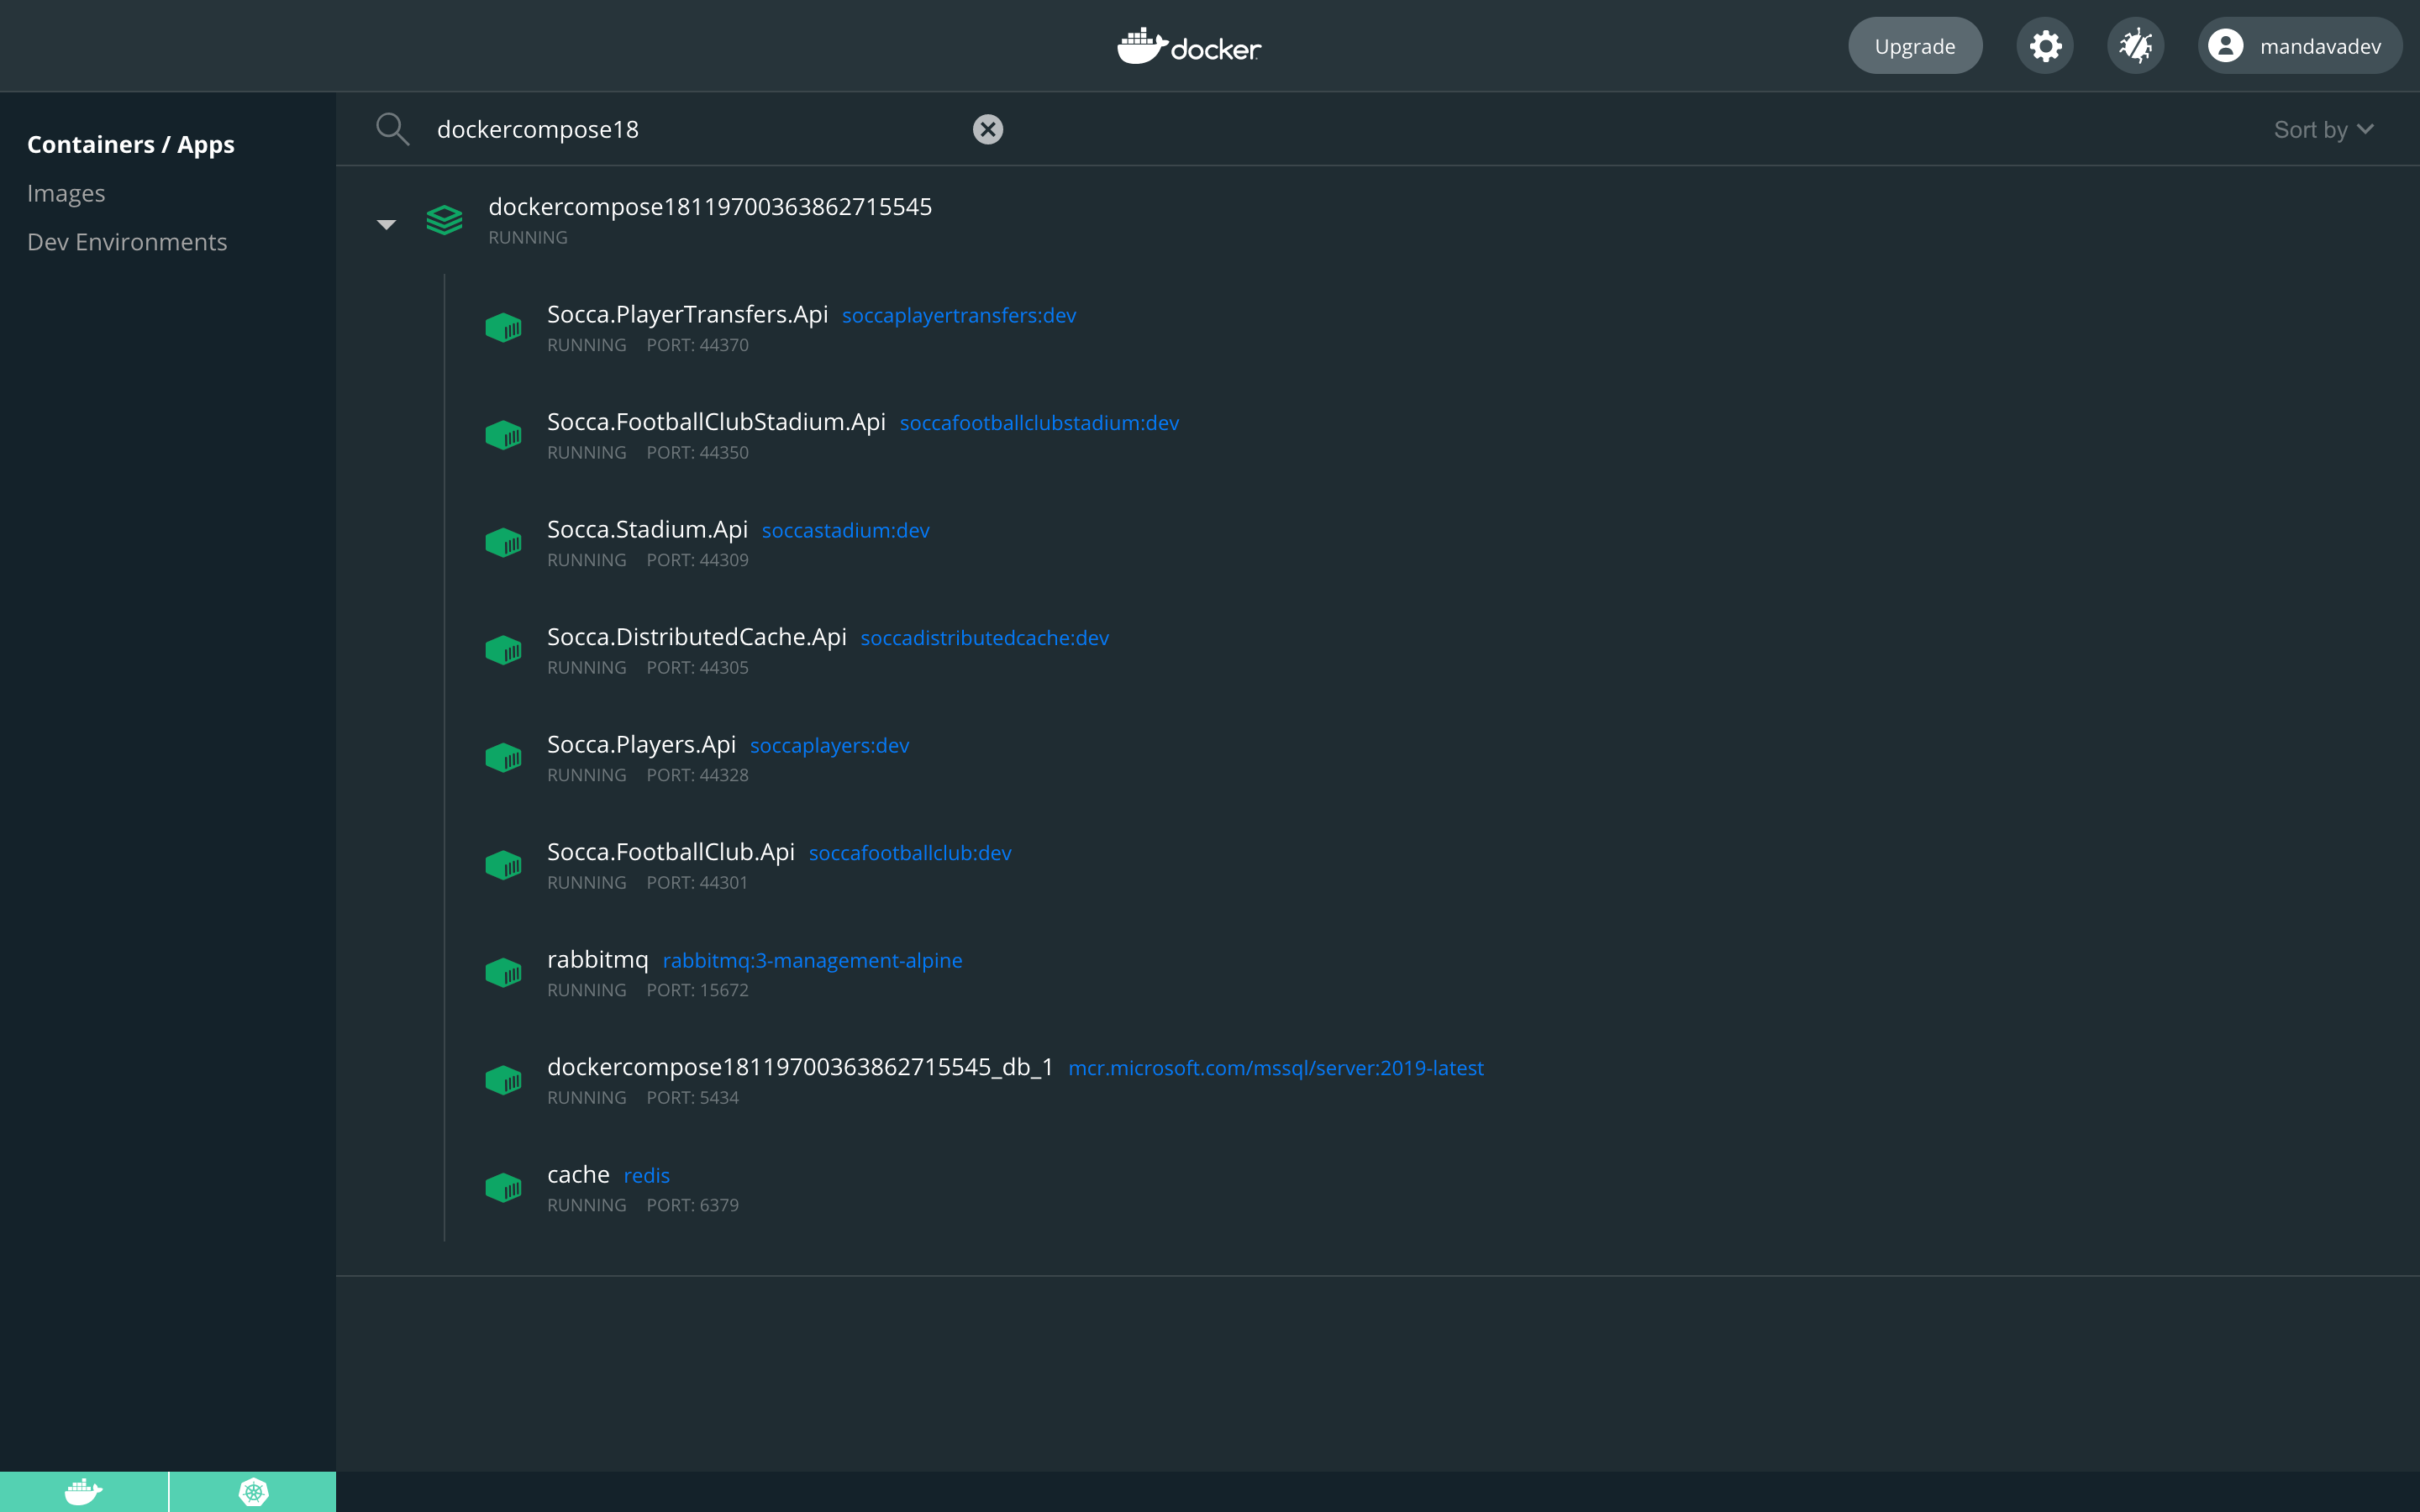 docker
Upgrade
mandavadev
Containers / Apps
Images
Dev Environments
dockercompose18
Sort by
dockercompose18119700363862715545
RUNNING
Socca.PlayerTransfers.Api soccaplayertransfers:dev
RUNNING PORT: 44370
Socca.FootballClubStadium.Api soccafootballclubstadium:dev
RUNNING PORT: 44350
Socca.Stadium.Api soccastadium:dev
RUNNING PORT: 44309
Socca.DistributedCache.Api soccadistributedcache:dev
RUNNING PORT: 44305
Socca.Players.Api soccaplayers:dev
RUNNING PORT: 44328
Socca.FootballClub.Api soccafootballclub:dev
RUNNING PORT: 44301
rabbitmq rabbitmq:3-management-alpine
RUNNING PORT: 15672
dockercompose18119700363862715545_db_1 mcr.microsoft.com/mssql/server:2019-latest
RUNNING PORT: 5434
cache redis
RUNNING PORT: 6379